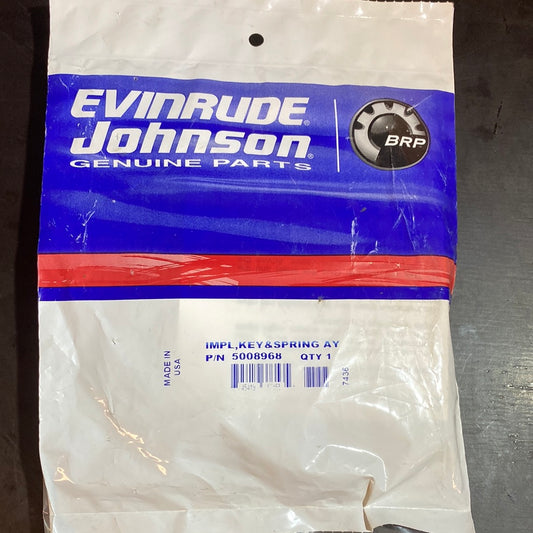 EVINRUDE®
Johnson®
GENUINE PARTS
BRP
IMPL,KEY&SPRING AY
P/N 5008968 QTY 1
MADE IN
USA
7436